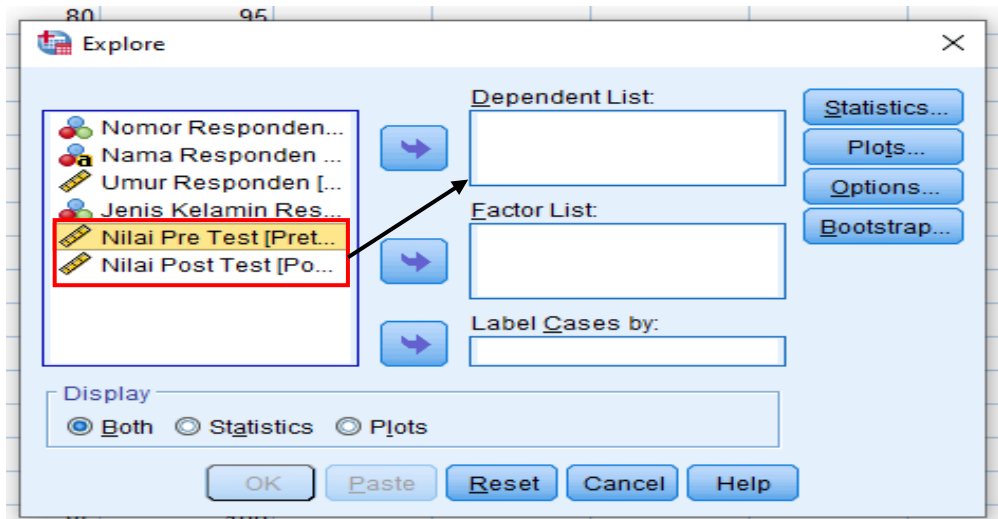 80 95
Explore
Dependent List:
Statistics...
Nomor Responden...
Nama Responden ...
Plots...
Umur Responden [...
Options...
Jenis Kelamin Res...
Factor List:
Bootstrap...
Nilai Pre Test [Pret...
Nilai Post Test [Po...
Label Cases by:
Display
Both Statistics Plots
OK Paste Reset Cancel Help